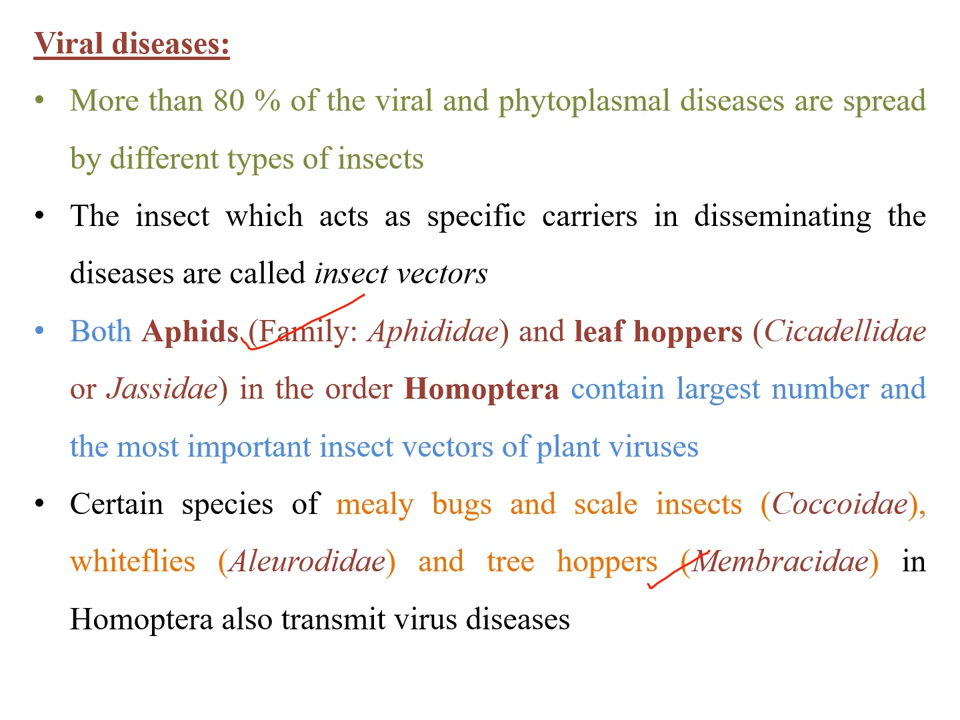 Viral diseases:
• More than 80 % of the viral and phytoplasmal diseases are spread
by different types of insects
• The insect which acts as specific carriers in disseminating the
diseases are called insect vectors
• Both Aphids (Family: Aphididae) and leaf hoppers (Cicadellidae
or Jassidae) in the order Homoptera contain largest number and
the most important insect vectors of plant viruses
• Certain species of mealy bugs and scale insects (Coccoidae),
whiteflies (Aleurodidae) and tree hoppers (Membracidae) in
Homoptera also transmit virus diseases